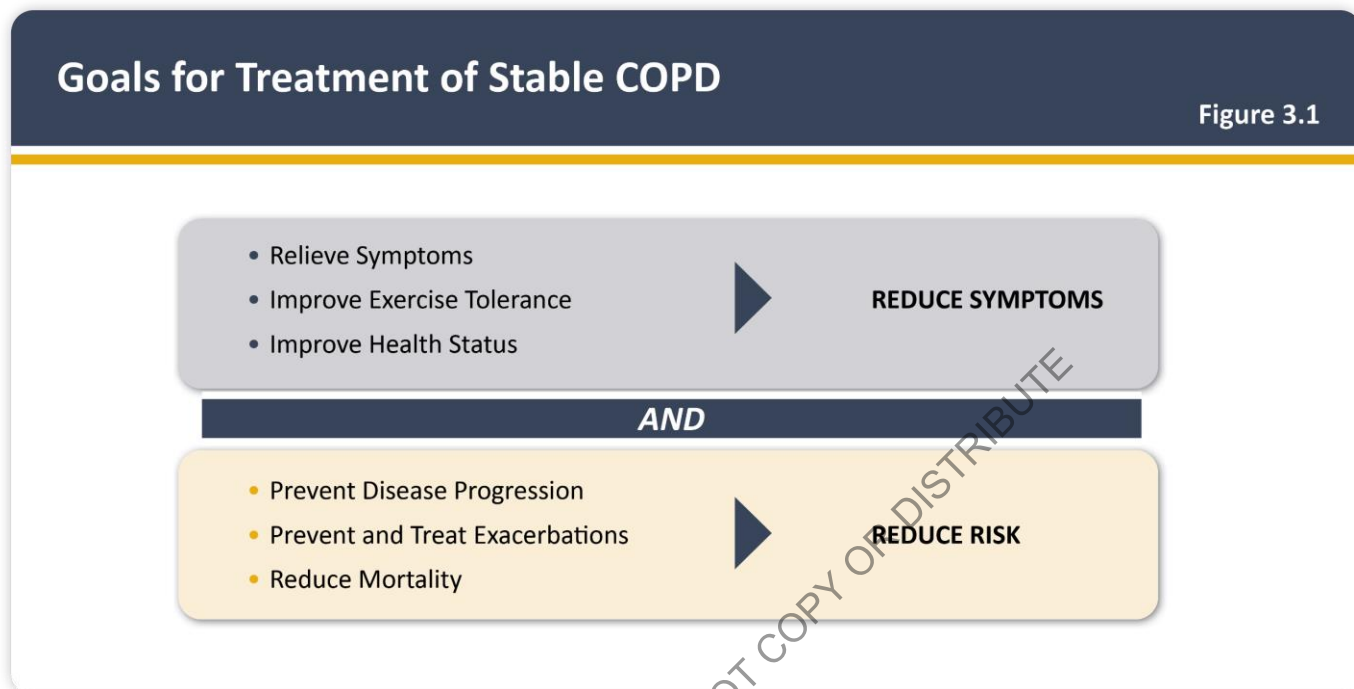 Goals for Treatment of Stable COPD
Figure 3.1
• Relieve Symptoms
• Improve Exercise Tolerance
• Improve Health Status
REDUCE SYMPTOMS
AND
• Prevent Disease Progression
• Prevent and Treat Exacerbations
• Reduce Mortality
REDUCE RISK
OT COPY OR DISTRIBUTE